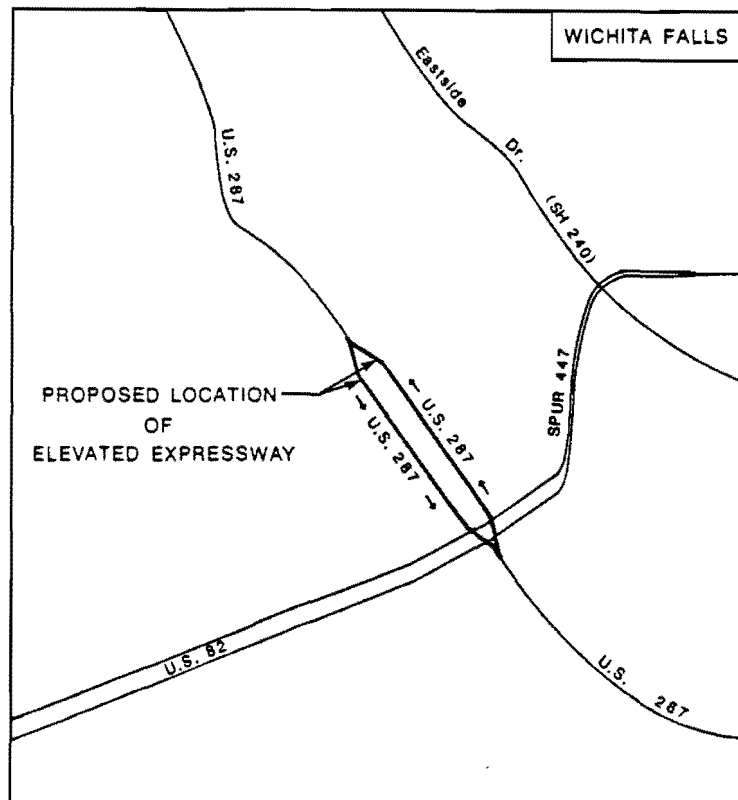 WICHITA FALLS
Eastside
Dr.
(SH 240)
U.S. 287
SPUR 447
PROPOSED LOCATION
OF
ELEVATED EXPRESSWAY
← U.S. 287 ←
→ U.S. 287 →
U.S. 82
U.S. 287